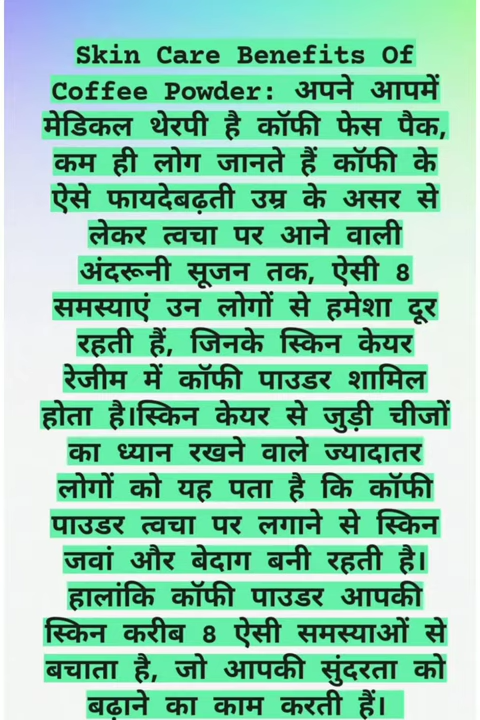 Skin Care Benefits Of
Coffee Powder: अपने आपमें
मेडिकल थेरपी है कॉफी फेस पैक,
कम ही लोग जानते हैं कॉफी के
ऐसे फायदेबढ़ती उम्र के असर से
लेकर त्वचा पर आने वाली
अंदरूनी सूजन तक, ऐसी 8
समस्याएं उन लोगों से हमेशा दूर
रहती हैं, जिनके स्किन केयर
रेजीम में कॉफी पाउडर शामिल
होता है।स्किन केयर से जुड़ी चीजों
का ध्यान रखने वाले ज्यादातर
लोगों को यह पता है कि कॉफी
पाउडर त्वचा पर लगाने से स्किन
जवां और बेदाग बनी रहती है।
हालांकि कॉफी पाउडर आपकी
स्किन करीब 8 ऐसी समस्याओं से
बचाता है, जो आपकी सुंदरता को
बढ़ाने का काम करती हैं।